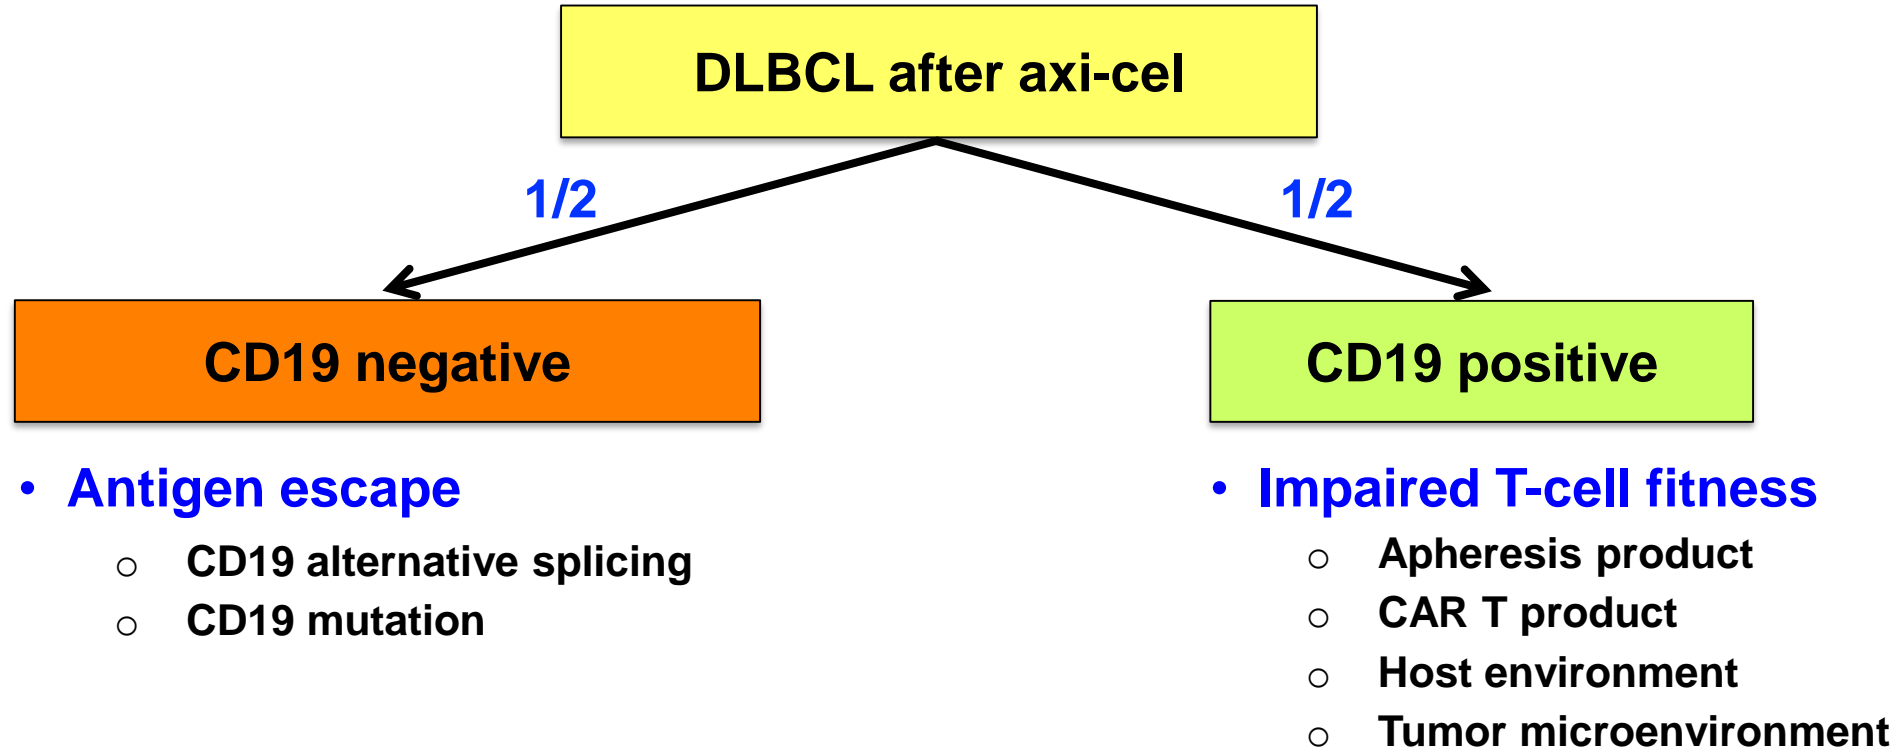 DLBCL after axi-cel
1/2
1/2
CD19 negative
CD19 positive
• Antigen escape
o CD19 alternative splicing
o CD19 mutation
• Impaired T-cell fitness
o Apheresis product
o CAR T product
o Host environment
o Tumor microenvironment